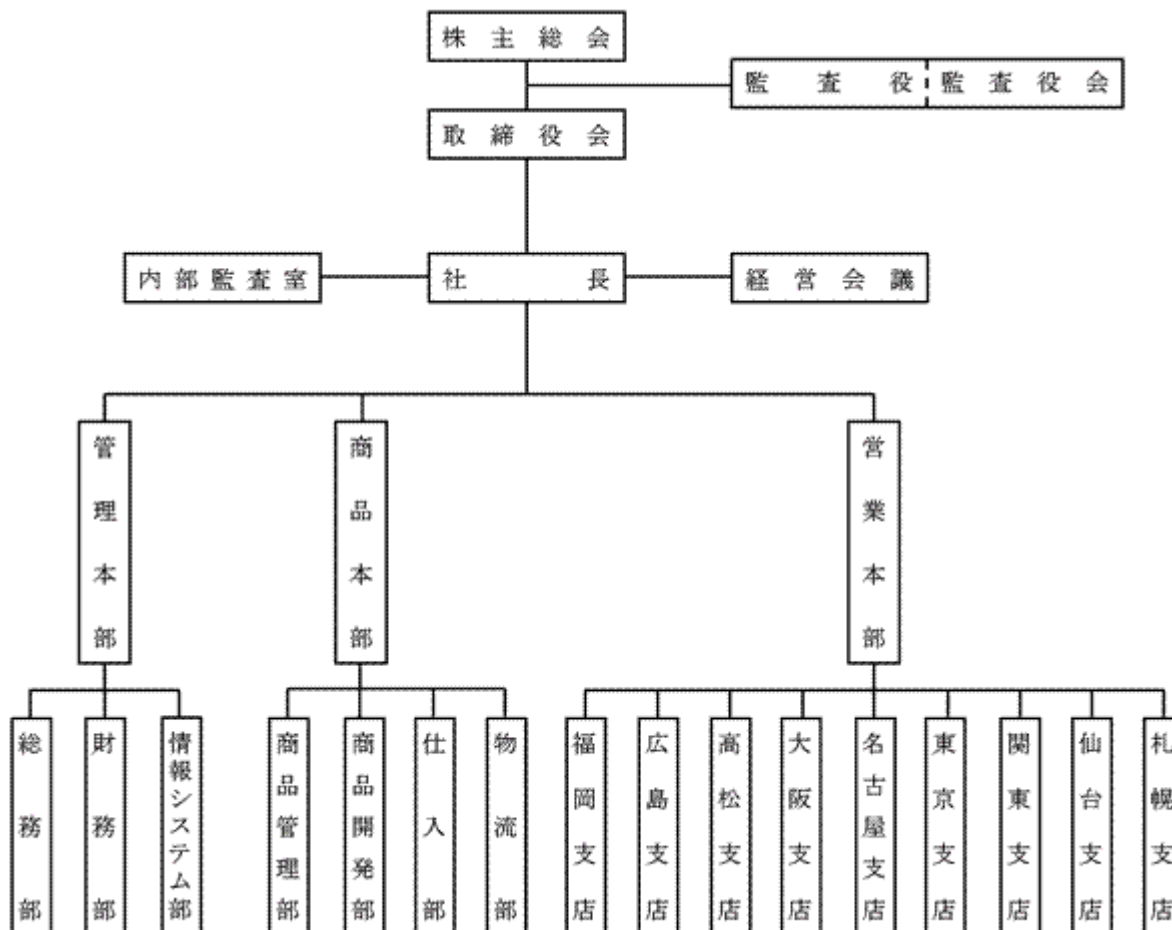 株主総会
監査役 監査役会
取締役会
内部監査室
社長
経営会議
管理本部
商品本部
営業本部
総務部
財務部
情報システム部
商品管理部
商品開発部
仕入部
物流部
福岡支店
広島支店
高松支店
大阪支店
名古屋支店
東京支店
関東支店
仙台支店
札幌支店